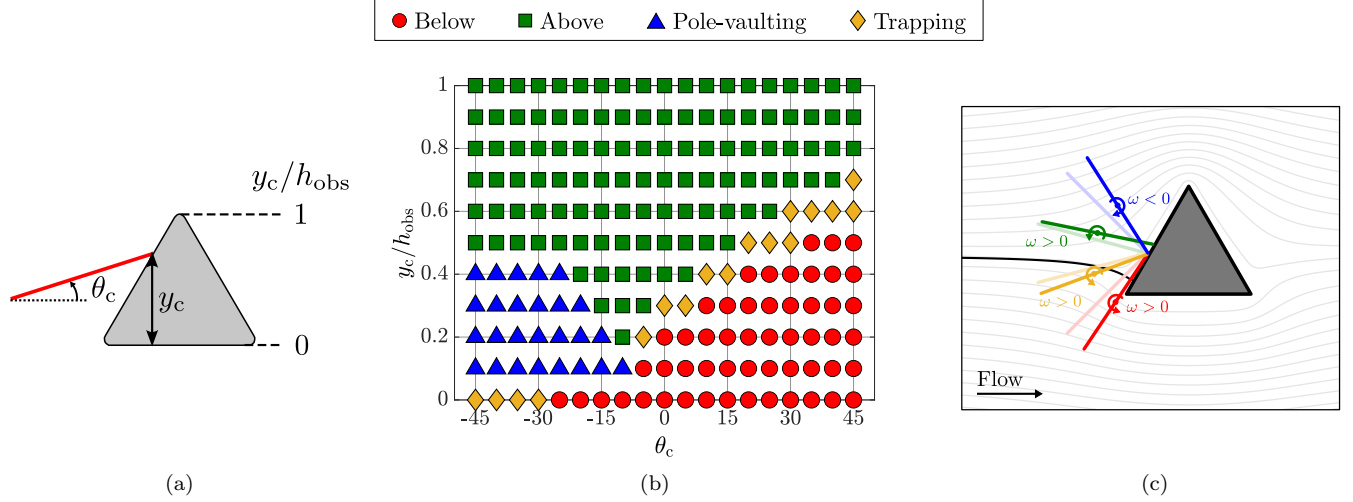 Below Above Pole-vaulting Trapping
y_c/h_obs
1
θ_c
y_c
0
(a)
y_c/h_obs
1
0.8
0.6
0.4
0.2
0
-45 -30 -15 0 15 30 45
θ_c
(b)
ω < 0
ω > 0
ω > 0
ω > 0
Flow
(c)